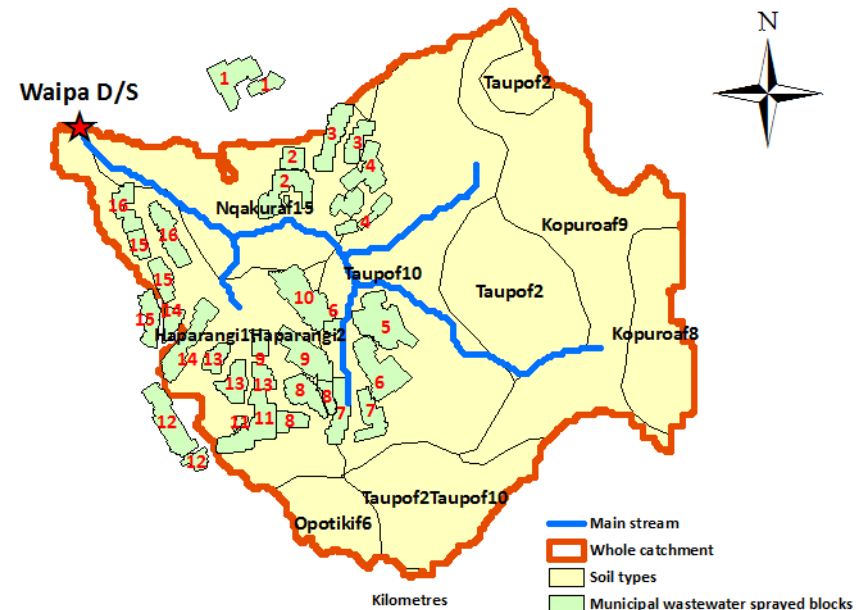 N
Taupof2
1
1
Waipa D/S
3
3
2
4
2
16
Nqakuraf15
4
Kopuroaf9
16
15
Taupof10
15
Taupof2
10
14
15
6
5
Haparangi1
Haparangi2
Kopuroaf8
14
13
9
9
6
13
13
8
8
7
7
12
11
11
8
12
Taupof2
Taupof10
Opotikif6
Main stream
Whole catchment
Soil types
Kilometres
Municipal wastewater sprayed blocks